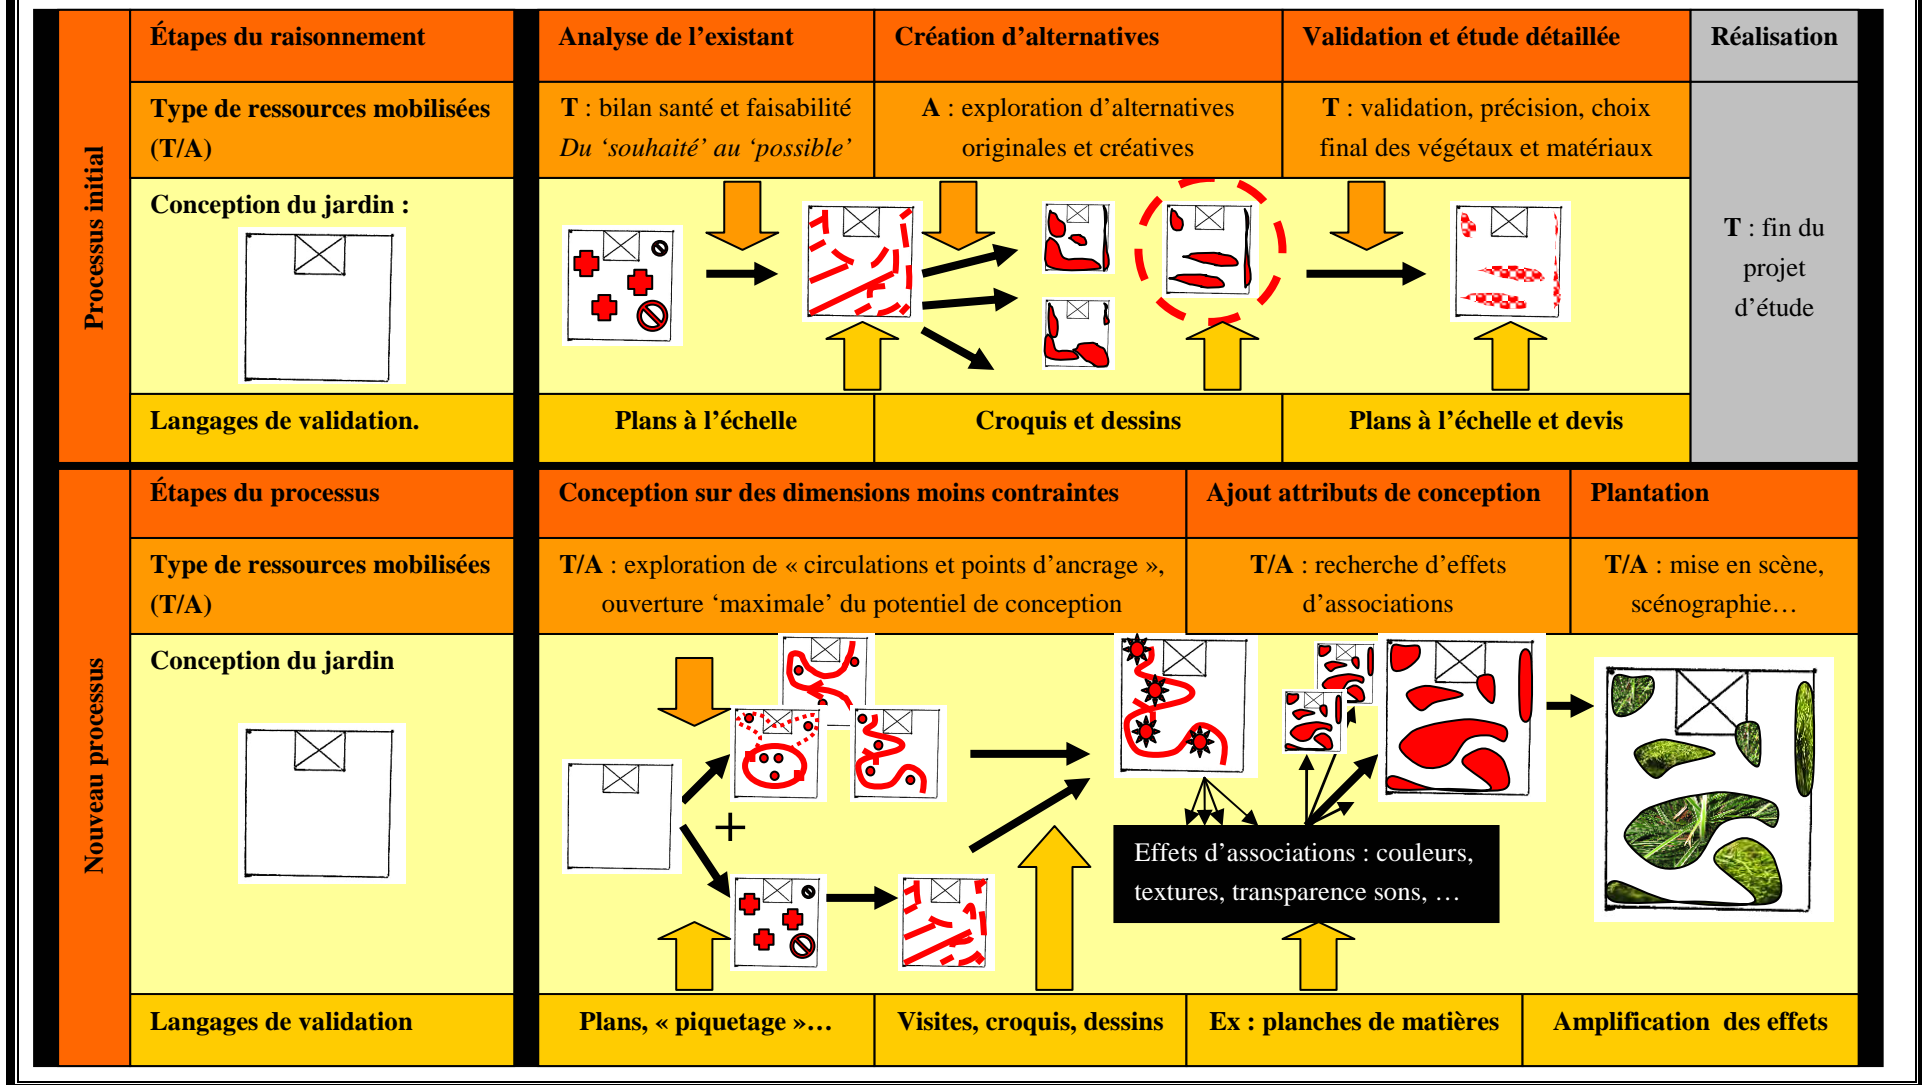 Processus initial
Étapes du raisonnement
Analyse de l’existant
Création d’alternatives
Validation et étude détaillée
Réalisation
Type de ressources mobilisées
(T/A)
T : bilan santé et faisabilité
Du ‘souhaité’ au ‘possible’
A : exploration d’alternatives
originales et créatives
T : validation, précision, choix
final des végétaux et matériaux
T : fin du
projet
d’étude
Conception du jardin :
Langages de validation.
Plans à l’échelle
Croquis et dessins
Plans à l’échelle et devis
Nouveau processus
Étapes du processus
Conception sur des dimensions moins contraintes
Ajout attributs de conception
Plantation
Type de ressources mobilisées
(T/A)
T/A : exploration de « circulations et points d’ancrage »,
ouverture ‘maximale’ du potentiel de conception
T/A : recherche d’effets
d’associations
T/A : mise en scène,
scénographie…
Conception du jardin
+
Effets d’associations : couleurs,
textures, transparence sons, …
Langages de validation
Plans, « piquetage »…
Visites, croquis, dessins
Ex : planches de matières
Amplification des effets